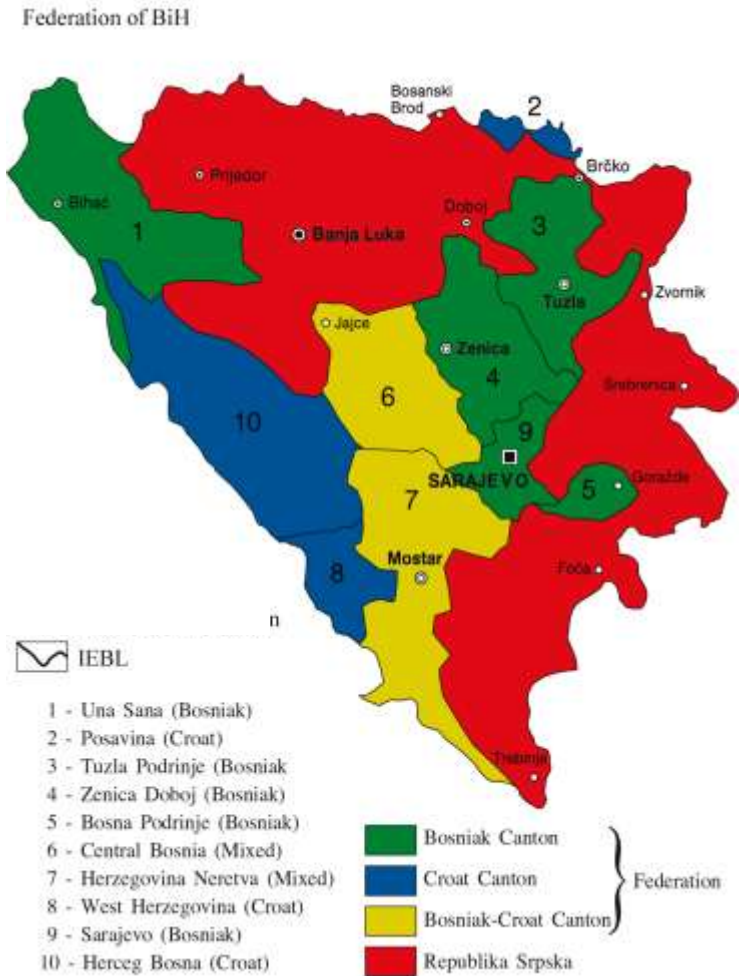 Federation of BiH
Bosanski
Brod
2
Brčko
Prijedor
Bihać
1
Banja Luka
Doboj
3
Tuzla
Zvornik
Jajce
Zenica
4
Srebrenica
6
10
9
SARAJEVO
5
Goražde
7
Mostar
8
Foča
n
IEBL
Trebinje
1 - Una Sana (Bosniak)
2 - Posavina (Croat)
3 - Tuzla Podrinje (Bosniak
4 - Zenica Doboj (Bosniak)
5 - Bosna Podrinje (Bosniak)
6 - Central Bosnia (Mixed)
7 - Herzegovina Neretva (Mixed)
8 - West Herzegovina (Croat)
9 - Sarajevo (Bosniak)
10 - Herceg Bosna (Croat)
Bosniak Canton
Croat Canton
Bosniak-Croat Canton
Federation
Republika Srpska